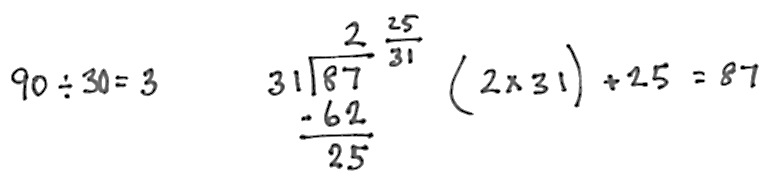 90 ÷ 30 = 3
2 25/31
31)87
- 62
25
(2 × 31) + 25 = 87